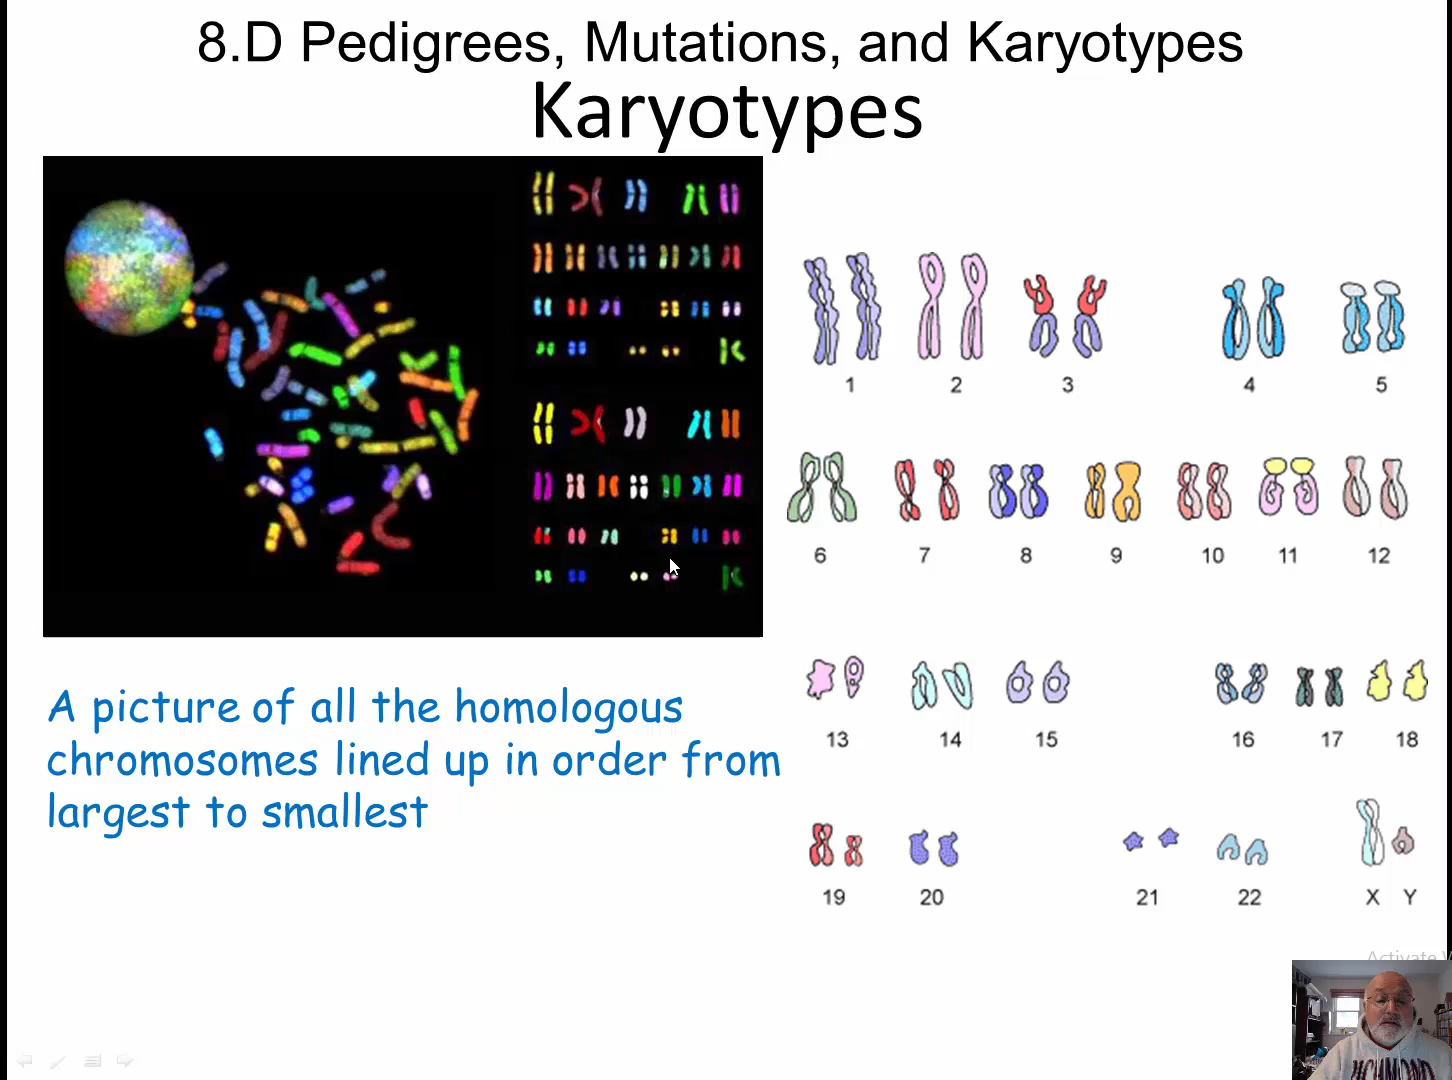 8.D Pedigrees, Mutations, and Karyotypes
Karyotypes
A picture of all the homologous
chromosomes lined up in order from
largest to smallest
1 2 3 4 5
6 7 8 9 10 11 12
13 14 15 16 17 18
19 20 21 22 X Y
Activate